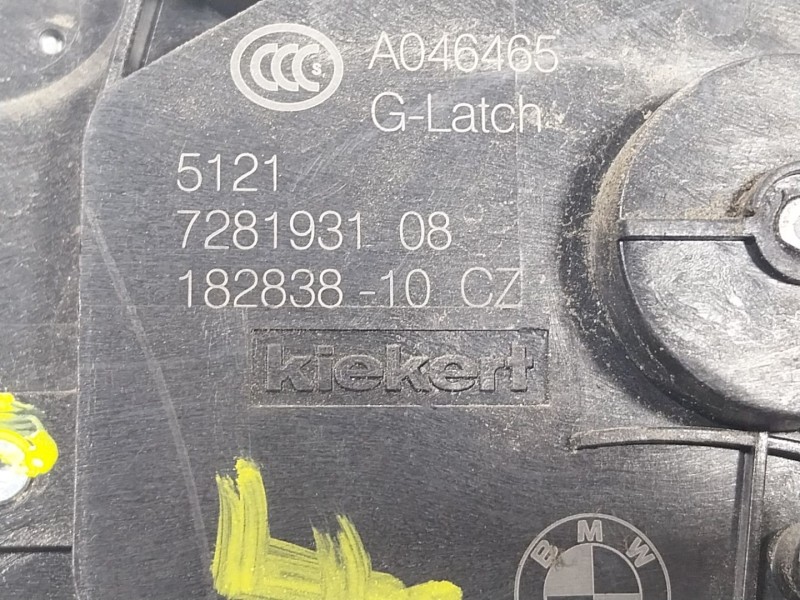 CCC S A046465
G-Latch
5121
7281931 08
182838-10 CZ
kiekert
BMW